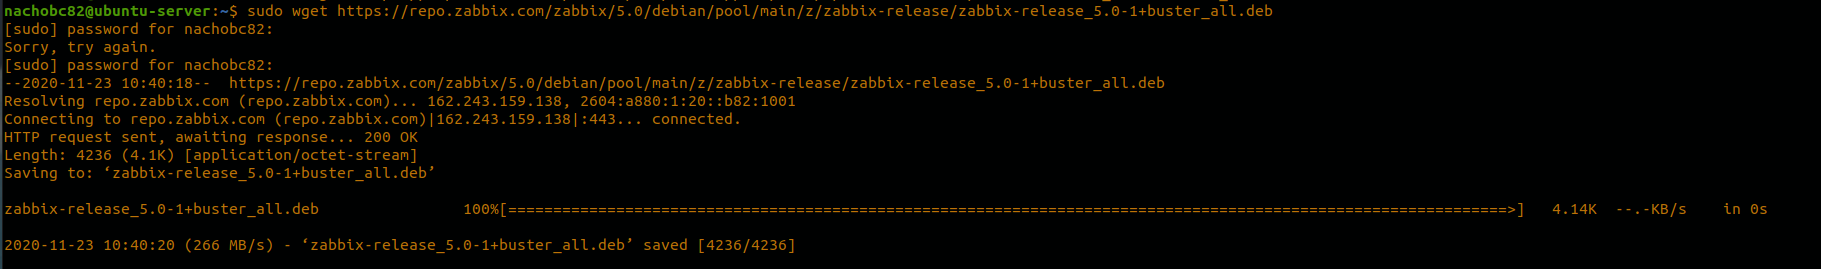 nachobc82@ubuntu-server:~$ sudo wget https://repo.zabbix.com/zabbix/5.0/debian/pool/main/z/zabbix-release/zabbix-release_5.0-1+buster_all.deb
[sudo] password for nachobc82:
Sorry, try again.
[sudo] password for nachobc82:
--2020-11-23 10:40:18--  https://repo.zabbix.com/zabbix/5.0/debian/pool/main/z/zabbix-release/zabbix-release_5.0-1+buster_all.deb
Resolving repo.zabbix.com (repo.zabbix.com)... 162.243.159.138, 2604:a880:1:20::b82:1001
Connecting to repo.zabbix.com (repo.zabbix.com)|162.243.159.138|:443... connected.
HTTP request sent, awaiting response... 200 OK
Length: 4236 (4.1K) [application/octet-stream]
Saving to: ‘zabbix-release_5.0-1+buster_all.deb’
zabbix-release_5.0-1+buster_all.deb                100%[===============================================================================================================>]   4.14K  --.-KB/s    in 0s
2020-11-23 10:40:20 (266 MB/s) - ‘zabbix-release_5.0-1+buster_all.deb’ saved [4236/4236]